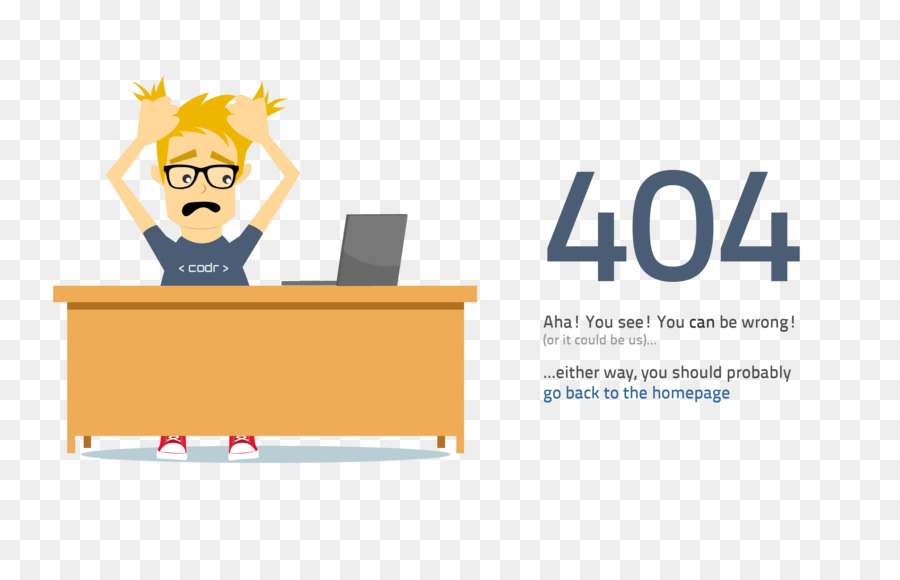 < codr >
404
Aha! You see! You can be wrong!
(or it could be us)...
...either way, you should probably
go back to the homepage